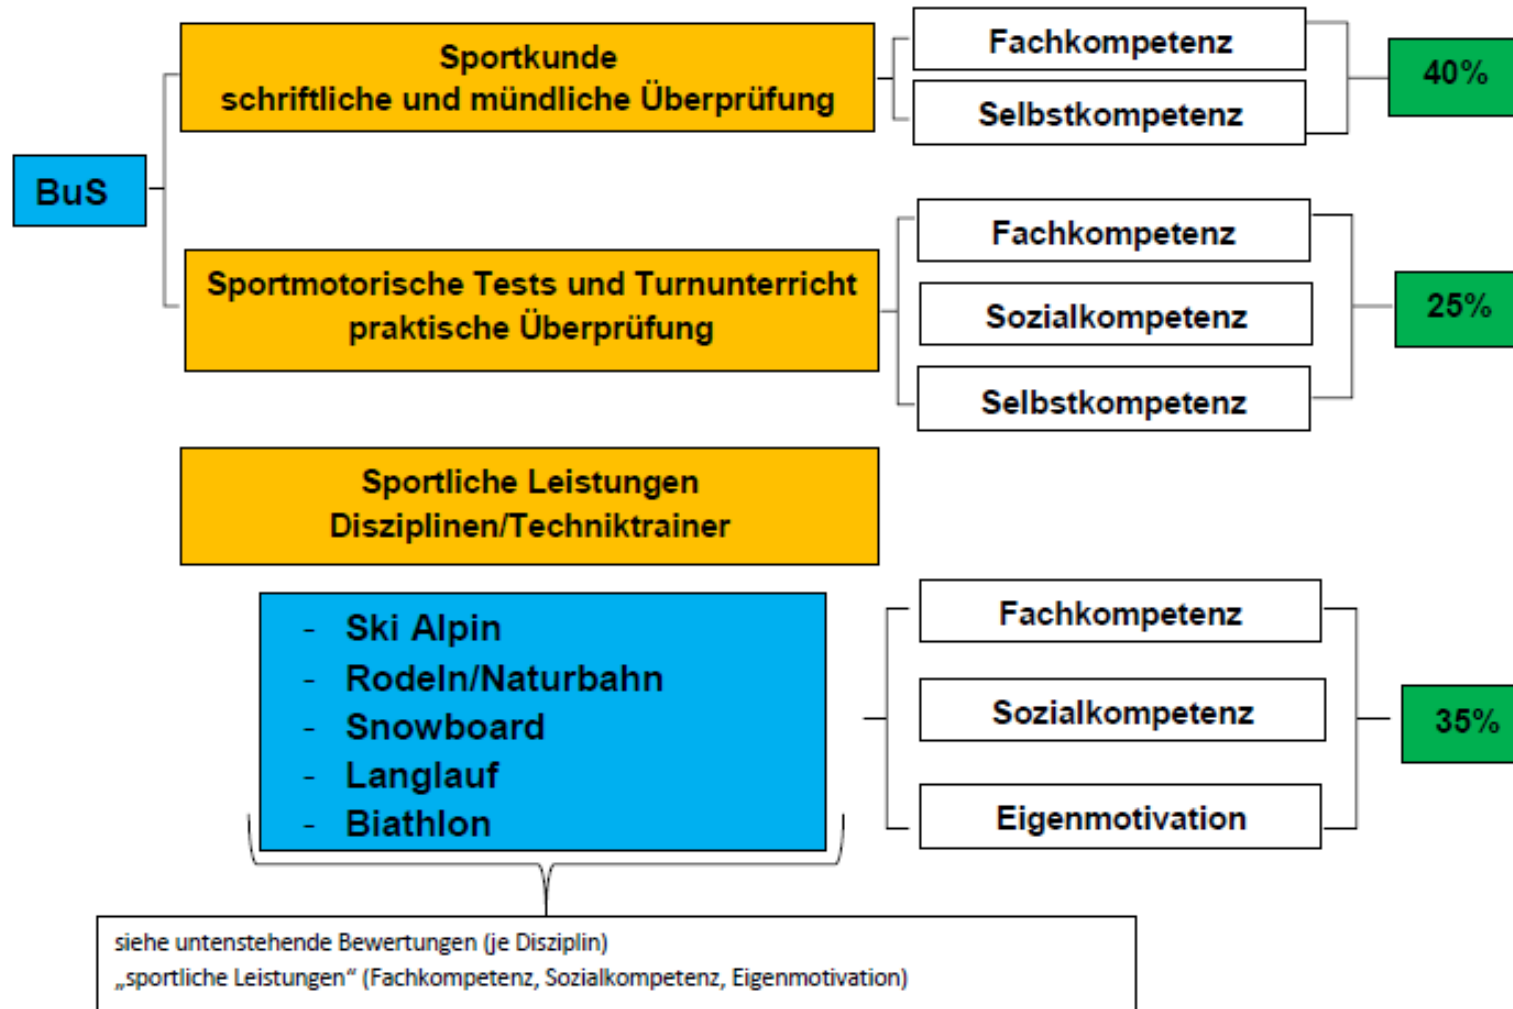 BuS
Sportkunde
schriftliche und mündliche Überprüfung
Fachkompetenz
Selbstkompetenz
40%
Sportmotorische Tests und Turnunterricht
praktische Überprüfung
Fachkompetenz
Sozialkompetenz
Selbstkompetenz
25%
Sportliche Leistungen
Disziplinen/Techniktrainer
- Ski Alpin
- Rodeln/Naturbahn
- Snowboard
- Langlauf
- Biathlon
Fachkompetenz
Sozialkompetenz
Eigenmotivation
35%
siehe untenstehende Bewertungen (je Disziplin)
„sportliche Leistungen“ (Fachkompetenz, Sozialkompetenz, Eigenmotivation)